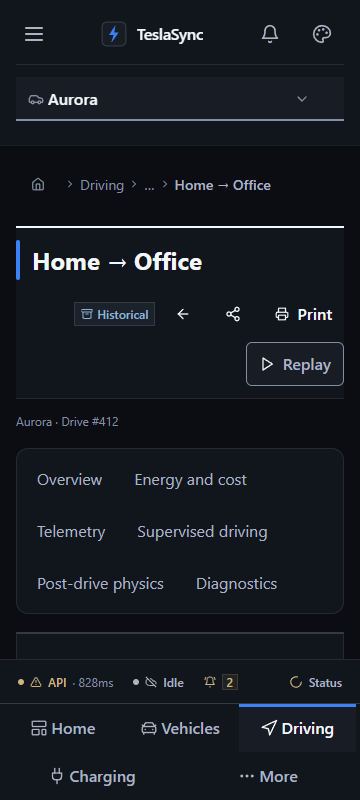 TeslaSync
Aurora
Driving ... Home → Office
Home → Office
Historical Print
Replay
Aurora · Drive #412
Overview Energy and cost
Telemetry Supervised driving
Post-drive physics Diagnostics
API · 828ms Idle 2 Status
Home Vehicles Driving
Charging More